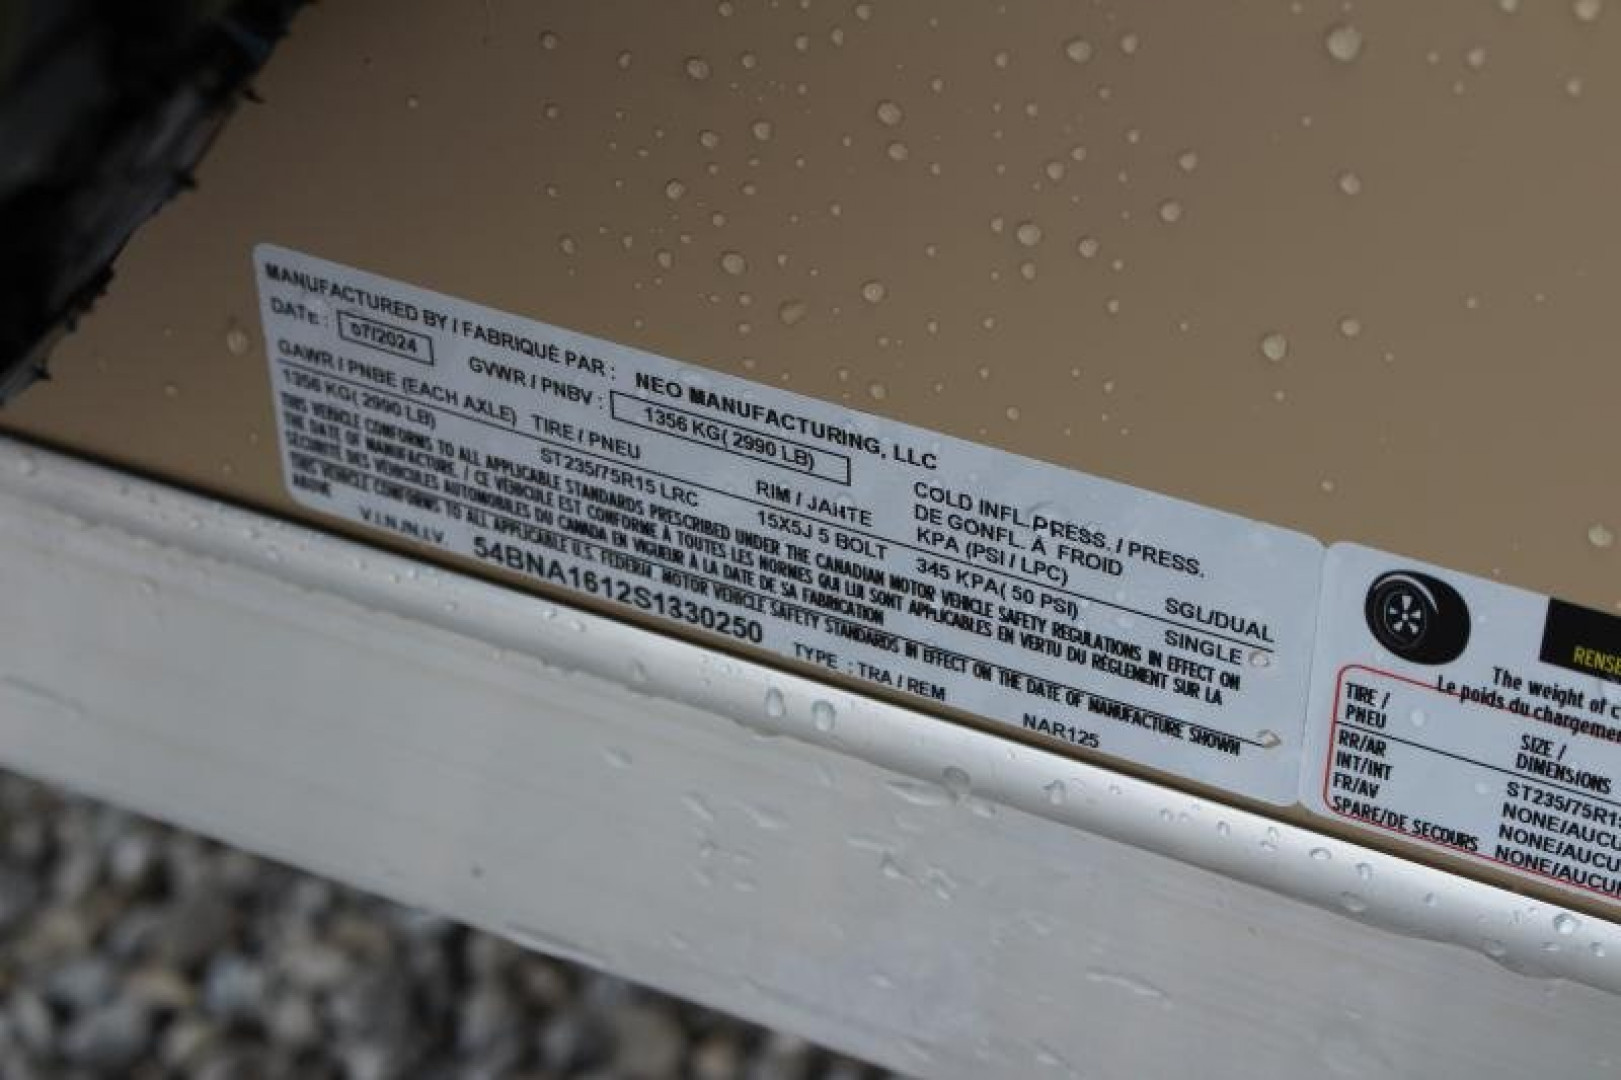 MANUFACTURED BY / FABRIQUÉ PAR : NEO MANUFACTURING, LLC
DATE : 07/2024 GVWR / PNBV : 1356 KG( 2990 LB)
GAWR / PNBE (EACH AXLE) TIRE / PNEU RIM / JANTE COLD INFL.PRESS. / PRESS.
DE GONFL. À FROID
KPA (PSI / LPC) SGL/DUAL
1356 KG( 2990 LB) ST235/75R15 LRC 15X5J 5 BOLT 345 KPA( 50 PSI) SINGLE
THIS VEHICLE CONFORMS TO ALL APPLICABLE STANDARDS PRESCRIBED UNDER THE CANADIAN MOTOR VEHICLE SAFETY REGULATIONS IN EFFECT ON
THE DATE OF MANUFACTURE. / CE VÉHICULE EST CONFORME À TOUTES LES NORMES QUI LUI SONT APPLICABLES EN VERTU DU RÈGLEMENT SUR LA
SÉCURITÉ DES VÉHICULES AUTOMOBILES DU CANADA EN VIGUEUR À LA DATE DE SA FABRICATION
THIS VEHICLE CONFORMS TO ALL APPLICABLE U.S. FEDERAL MOTOR VEHICLE SAFETY STANDARDS IN EFFECT ON THE DATE OF MANUFACTURE SHOWN
ABOVE
V.I.N./N.I.V. 54BNA1612S1330250 TYPE : TRA / REM NAR125
RENSE
The weight of c
Le poids du chargemen
TIRE / SIZE /
PNEU DIMENSIONS
RR/AR ST235/75R15
INT/INT NONE/AUCU
FR/AV NONE/AUCU
SPARE/DE SECOURS NONE/AUCUN